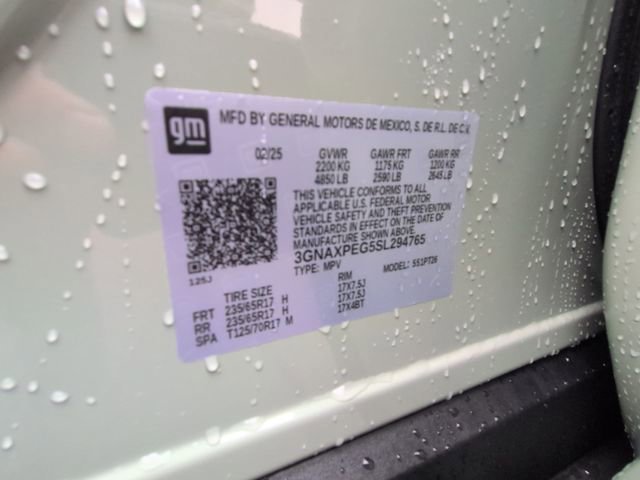 gm
MFD BY GENERAL MOTORS DE MEXICO, S. DE R.L. DE C.V.
02/25 GVWR GAWR FRT GAWR RR
2200 KG 1175 KG 1200 KG
4850 LB 2590 LB 2645 LB
THIS VEHICLE CONFORMS TO ALL
APPLICABLE U.S. FEDERAL MOTOR
VEHICLE SAFETY AND THEFT PREVENTION
STANDARDS IN EFFECT ON THE DATE OF
MANUFACTURE SHOWN ABOVE.
3GNAXPEG5SL294765
TYPE: MPV MODEL: 5S1PT26
125J
TIRE SIZE RIM
FRT 235/65R17 H 17X7.5J
RR 235/65R17 H 17X7.5J
SPA T125/70R17 M 17X4BT